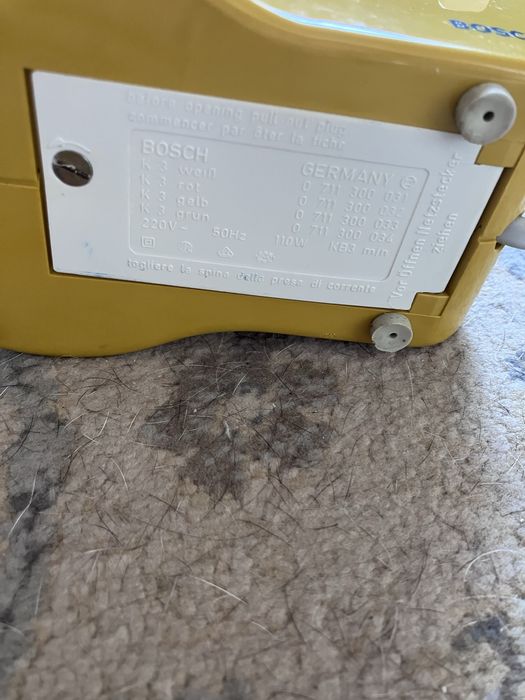 BOSC
before opening pull out plug
commencer par ôter la fiche
BOSCH GERMANY
K 3 weiß 0 711 300 031
K 3 rot 0 711 300 032
K 3 gelb 0 711 300 033
K 3 grün 0 711 300 034
220V~ 50Hz 110W KB3 min
togliere la spina della presa di corrente
Vor Öffnen Netzstecker
ziehen